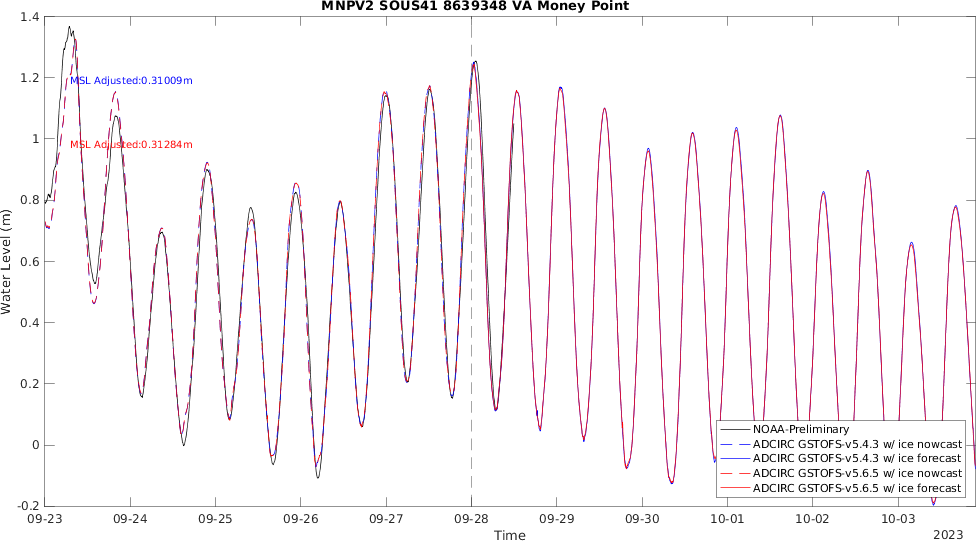 MNPV2 SOUS41 8639348 VA Money Point
1.4
1.2
1
0.8
0.6
0.4
0.2
0
-0.2
Water Level (m)
MSL Adjusted:0.31009m
MSL Adjusted:0.31284m
NOAA-Preliminary
ADCIRC GSTOFS-v5.4.3 w/ ice nowcast
ADCIRC GSTOFS-v5.4.3 w/ ice forecast
ADCIRC GSTOFS-v5.6.5 w/ ice nowcast
ADCIRC GSTOFS-v5.6.5 w/ ice forecast
09-23 09-24 09-25 09-26 09-27 09-28 09-29 09-30 10-01 10-02 10-03
Time
2023